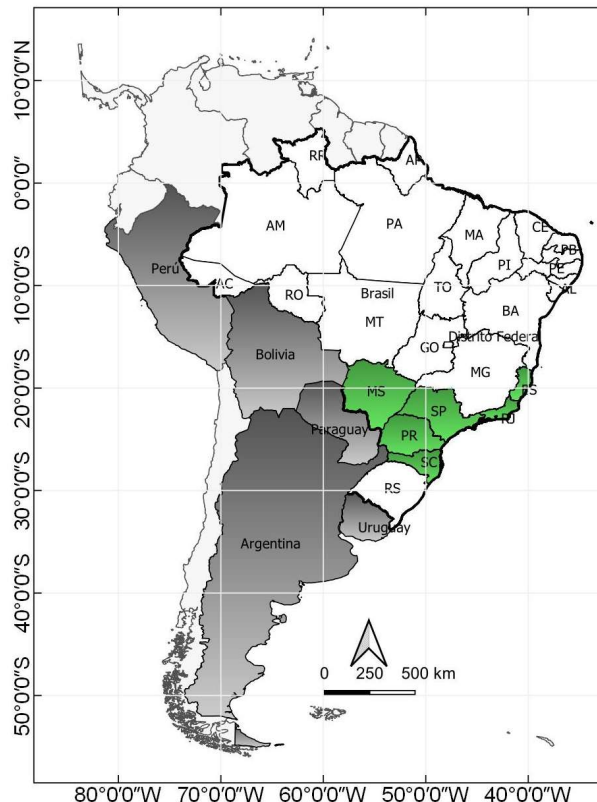 10°0'0"N
0°0'0"
10°0'0"S
20°0'0"S
30°0'0"S
40°0'0"S
50°0'0"S
RR
AP
AM
PA
MA
CE
PB
PI
PE
AL
Perú
AC
RO
Brasil
TO
BA
MT
Distrito Federal
GO
Bolivia
MG
MS
ES
SP
RJ
Paraguay
PR
SC
RS
Uruguay
Argentina
0 250 500 km
80°0'0"W 70°0'0"W 60°0'0"W 50°0'0"W 40°0'0"W